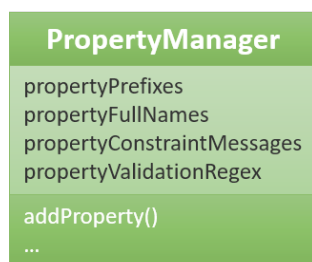 PropertyManager
propertyPrefixes
propertyFullNames
propertyConstraintMessages
propertyValidationRegex
addProperty()
...